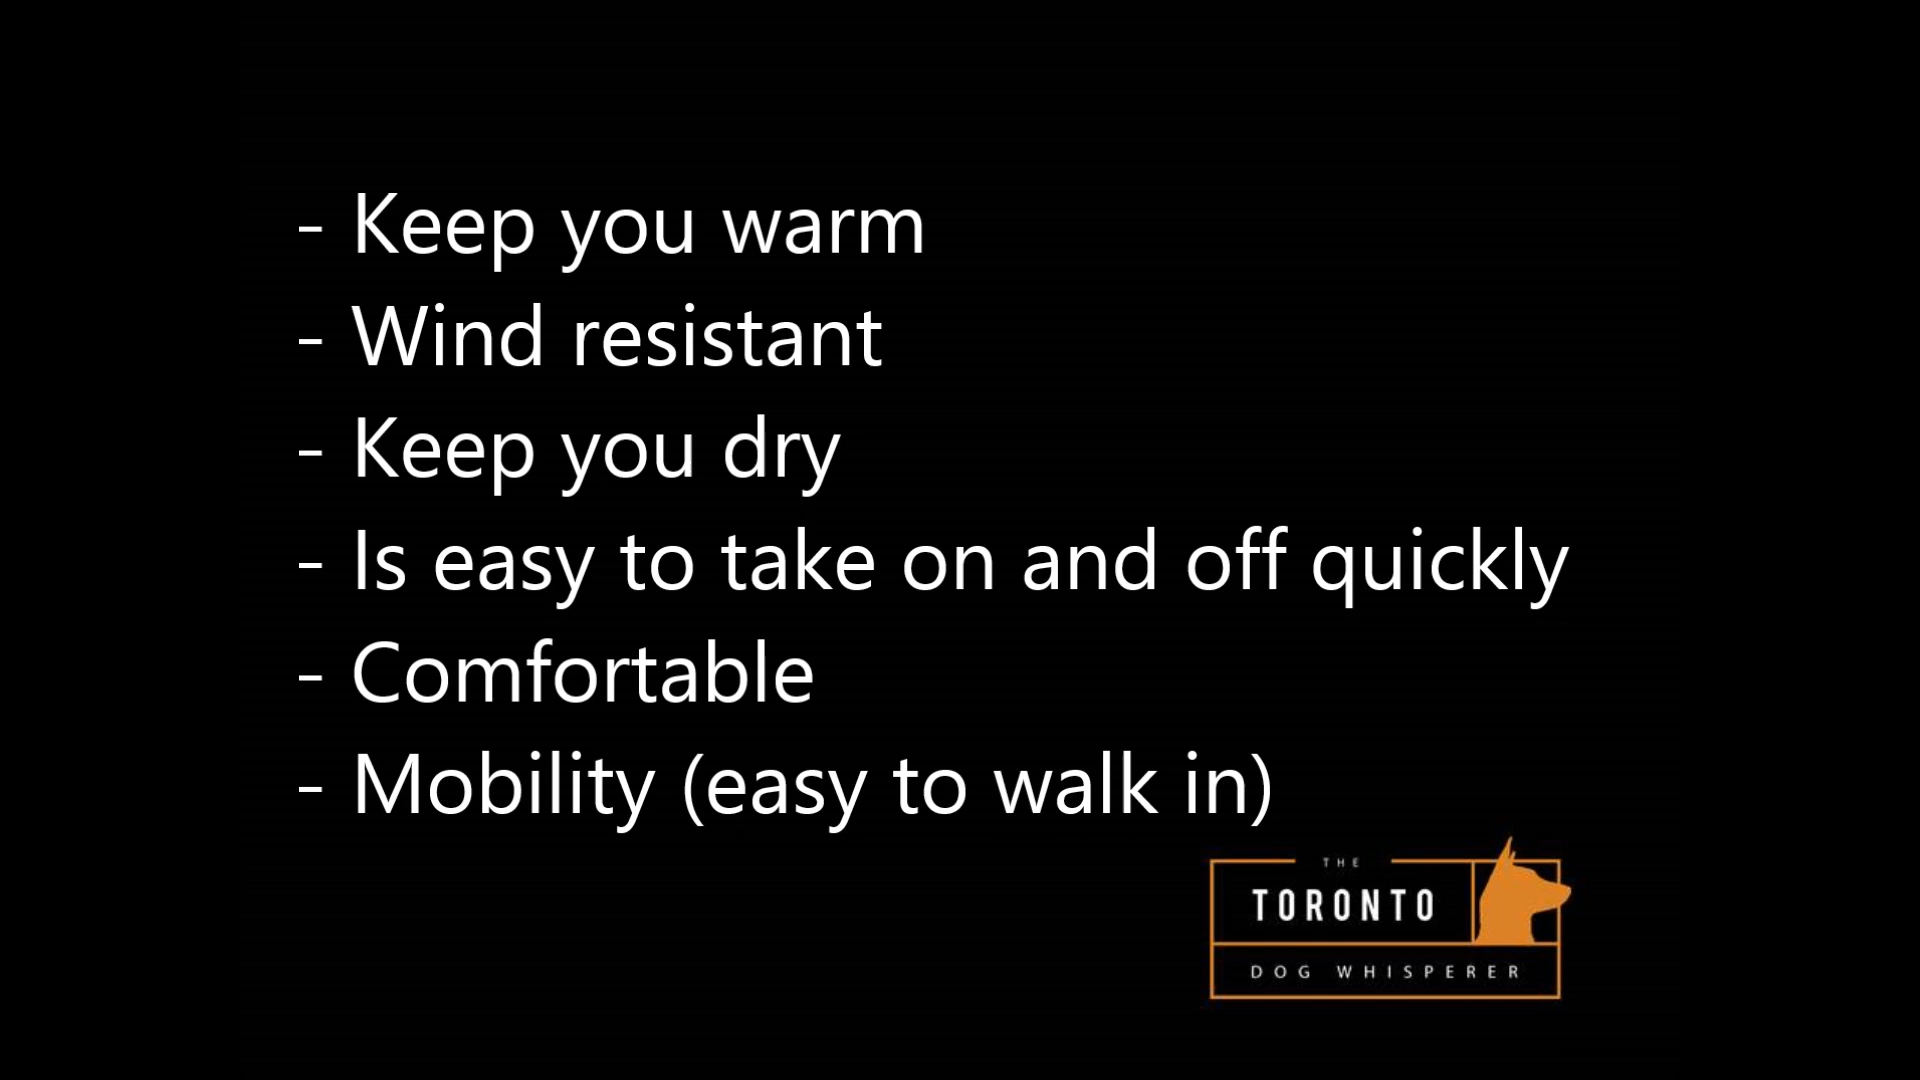 - Keep you warm
- Wind resistant
- Keep you dry
- Is easy to take on and off quickly
- Comfortable
- Mobility (easy to walk in)
THE
TORONTO
DOG WHISPERER